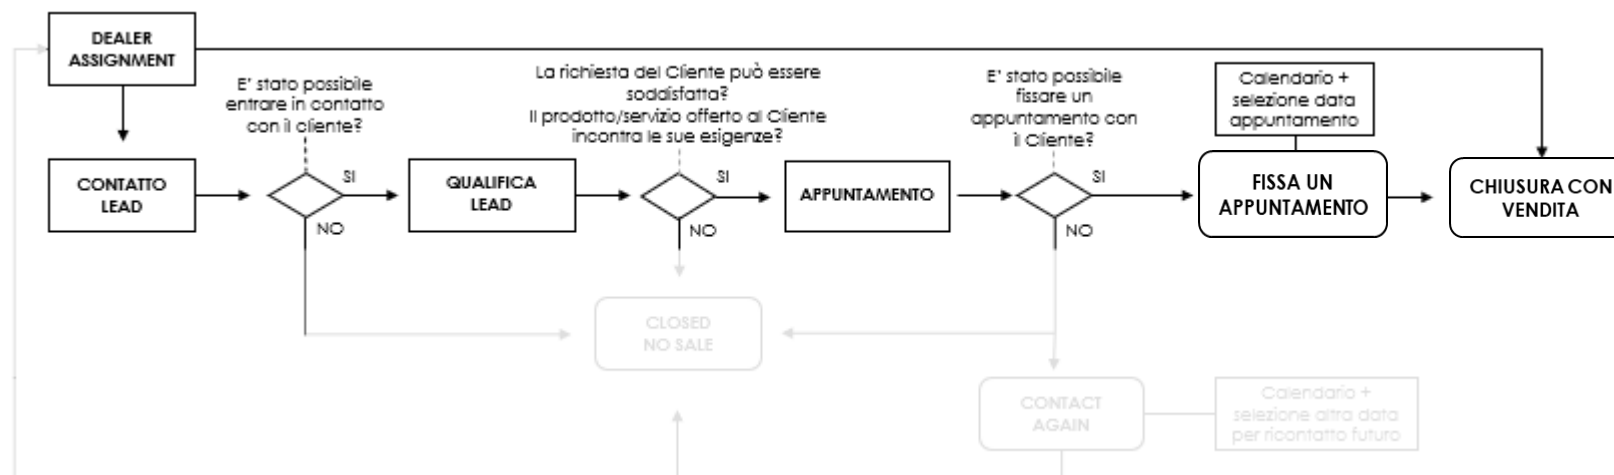 DEALER
ASSIGNMENT
E' stato possibile
entrare in contatto
con il cliente?
La richiesta del Cliente può essere
soddisfatta?
Il prodotto/servizio offerto al Cliente
incontra le sue esigenze?
E' stato possibile
fissare un
appuntamento con
il Cliente?
Calendario +
selezione data
appuntamento
CONTATTO
LEAD
SI
NO
QUALIFICA
LEAD
SI
NO
APPUNTAMENTO
SI
NO
FISSA UN
APPUNTAMENTO
CHIUSURA CON
VENDITA
CLOSED
NO SALE
CONTACT
AGAIN
Calendario +
selezione altra data
per ricontatto futuro